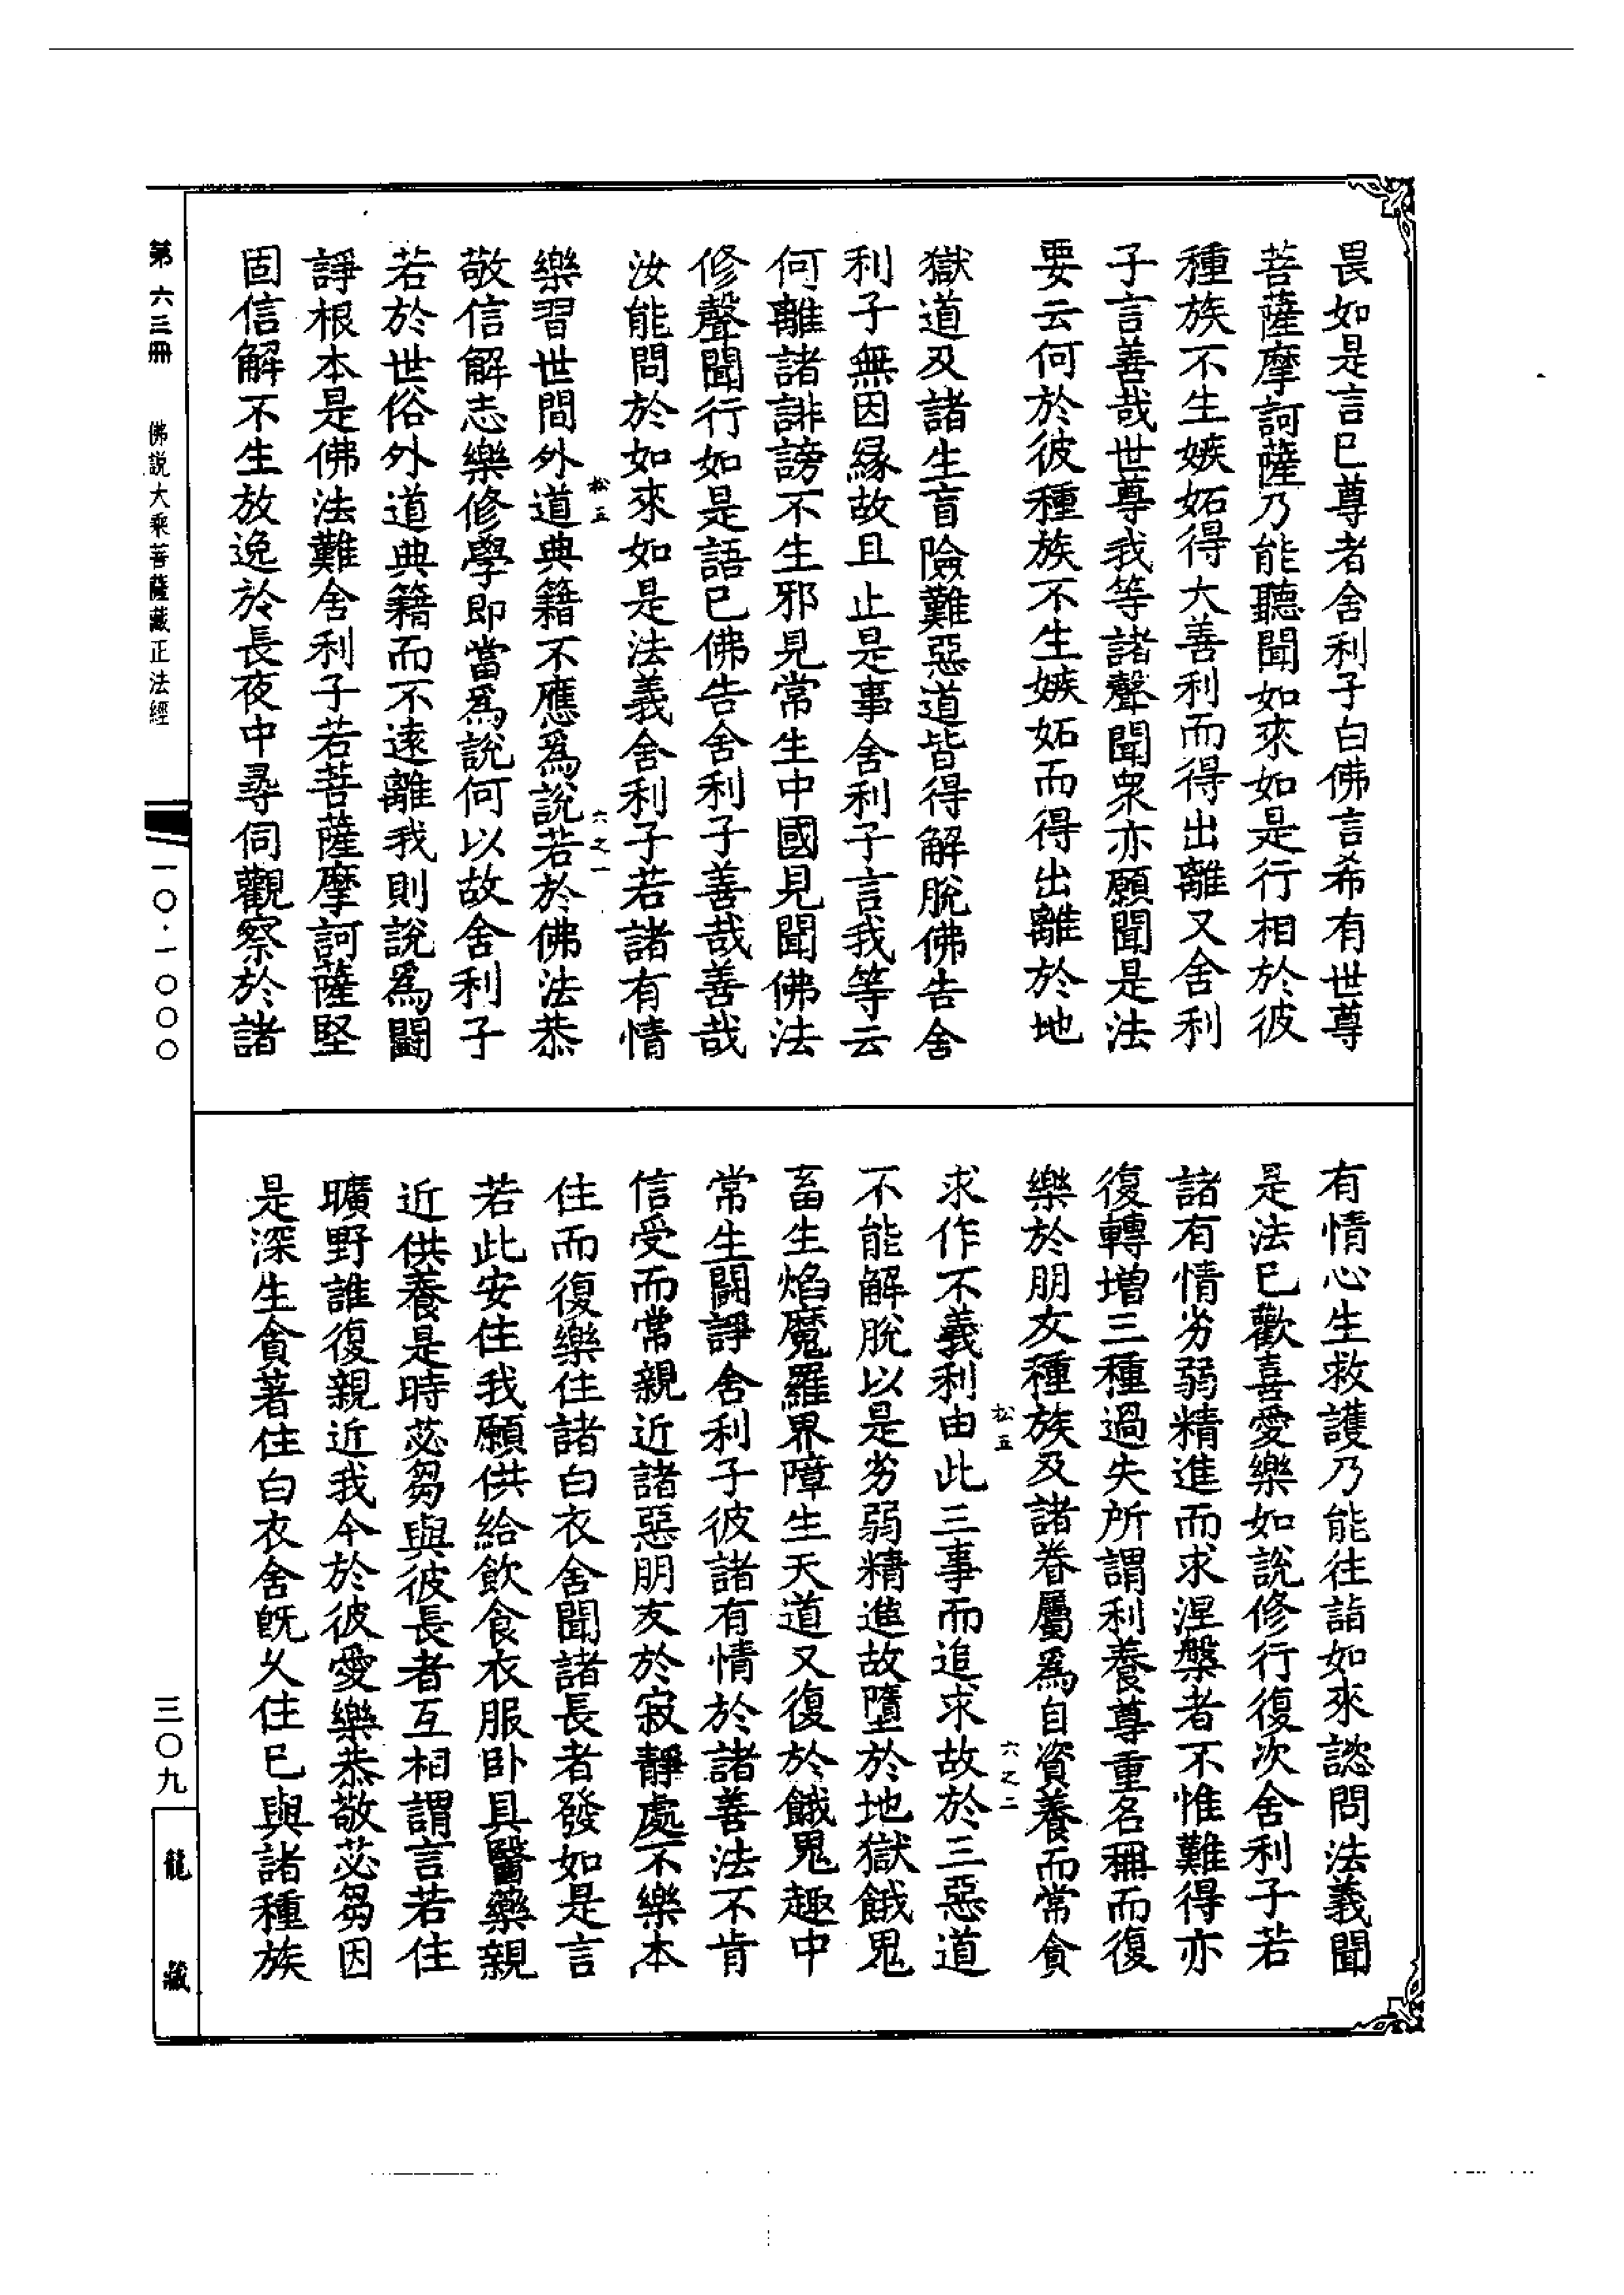 畏如是言已尊者舍利子白佛言希有世尊
菩薩摩訶薩乃能聽聞如來如是行相於彼
種族不生嫉妬得大善利而得出離又舍利
子言善哉世尊我等諸聲聞衆亦願聞是法
要云何於彼種族不生嫉妬而得出離於地
獄道及諸生盲險難惡道皆得解脫佛告舍
利子無因緣故且止是事舍利子言我等云
何離諸誹謗不生邪見常生中國見聞佛法
修聲聞行如是語已佛告舍利子善哉善哉
汝能問於如來如是法義舍利子若諸有情
松五
六之一
樂習世間外道典籍不應爲說若於佛法恭
敬信解志樂修學即當爲說何以故舍利子
若於世俗外道典籍而不遠離我則說爲鬪
諍根本是佛法難舍利子若菩薩摩訶薩堅
固信解不生放逸於長夜中尋伺觀察於諸
有情心生救護乃能往詣如來諮問法義聞
是法已歡喜愛樂如說修行復次舍利子若
諸有情劣弱精進而求涅槃者不惟難得亦
復轉增三種過失所謂利養尊重名稱而復
樂於朋友種族及諸眷屬爲自資養而常貪
松五
六之二
求作不義利由此三事而追求故於三惡道
不能解脫以是劣弱精進故墮於地獄餓鬼
畜生焰魔羅界障生天道又復於餓鬼趣中
常生鬪諍舍利子彼諸有情於諸善法不肯
信受而常親近諸惡朋友於寂靜處不樂本
住而復樂住諸白衣舍聞諸長者發如是言
若此安住我願供給飲食衣服卧具醫藥親
近供養是時苾芻與彼長者互相謂言若住
曠野誰復親近我今於彼愛樂恭敬苾芻因
是深生貪著住白衣舍旣久住已與諸種族
第六三冊
佛說大乘菩薩藏正法經
一〇·一〇〇〇
三〇九
龍藏